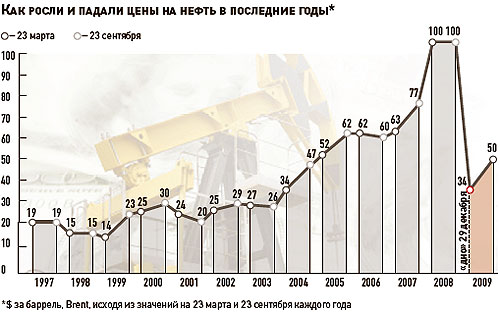 КАК РОСЛИ И ПАДАЛИ ЦЕНЫ НА НЕФТЬ В ПОСЛЕДНИЕ ГОДЫ*
– 23 марта – 23 сентября
100
90
80
70
60
50
40
30
20
10
0
19 19 15 15 14 23 25 30 24 20 25 29 27 26 34 47 52 62 62 60 63 77 100 100 34 50
«дно» 29 декабря
1997 1998 1999 2000 2001 2002 2003 2004 2005 2006 2007 2008 2009
*$ за баррель, Brent, исходя из значений на 23 марта и 23 сентября каждого года